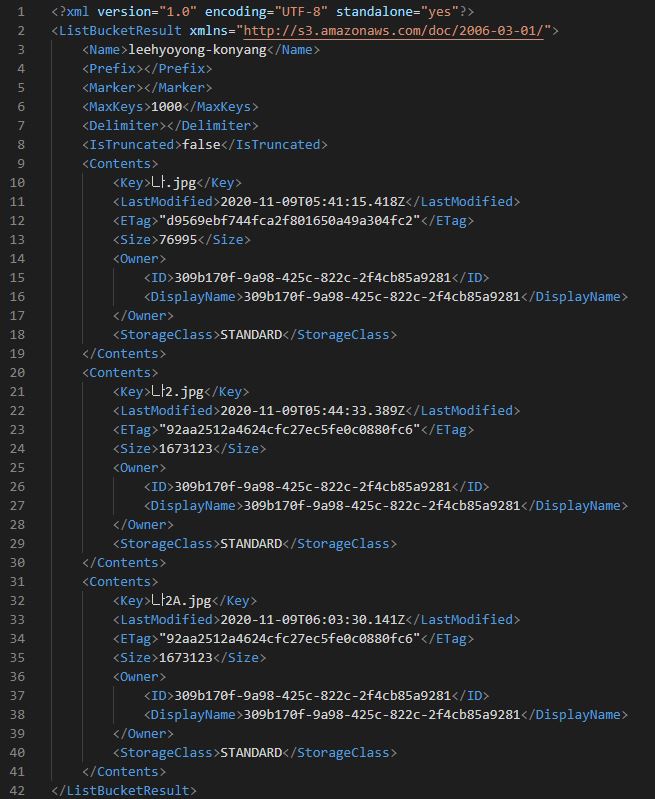 1 <?xml version="1.0" encoding="UTF-8" standalone="yes"?>
2 <ListBucketResult xmlns="http://s3.amazonaws.com/doc/2006-03-01/">
3 <Name>leehyoyong-konyang</Name>
4 <Prefix></Prefix>
5 <Marker></Marker>
6 <MaxKeys>1000</MaxKeys>
7 <Delimiter></Delimiter>
8 <IsTruncated>false</IsTruncated>
9 <Contents>
10 <Key>나.jpg</Key>
11 <LastModified>2020-11-09T05:41:15.418Z</LastModified>
12 <ETag>"d9569ebf744fca2f801650a49a304fc2"</ETag>
13 <Size>76995</Size>
14 <Owner>
15 <ID>309b170f-9a98-425c-822c-2f4cb85a9281</ID>
16 <DisplayName>309b170f-9a98-425c-822c-2f4cb85a9281</DisplayName>
17 </Owner>
18 <StorageClass>STANDARD</StorageClass>
19 </Contents>
20 <Contents>
21 <Key>나2.jpg</Key>
22 <LastModified>2020-11-09T05:44:33.389Z</LastModified>
23 <ETag>"92aa2512a4624cfc27ec5fe0c0880fc6"</ETag>
24 <Size>1673123</Size>
25 <Owner>
26 <ID>309b170f-9a98-425c-822c-2f4cb85a9281</ID>
27 <DisplayName>309b170f-9a98-425c-822c-2f4cb85a9281</DisplayName>
28 </Owner>
29 <StorageClass>STANDARD</StorageClass>
30 </Contents>
31 <Contents>
32 <Key>나2A.jpg</Key>
33 <LastModified>2020-11-09T06:03:30.141Z</LastModified>
34 <ETag>"92aa2512a4624cfc27ec5fe0c0880fc6"</ETag>
35 <Size>1673123</Size>
36 <Owner>
37 <ID>309b170f-9a98-425c-822c-2f4cb85a9281</ID>
38 <DisplayName>309b170f-9a98-425c-822c-2f4cb85a9281</DisplayName>
39 </Owner>
40 <StorageClass>STANDARD</StorageClass>
41 </Contents>
42 </ListBucketResult>